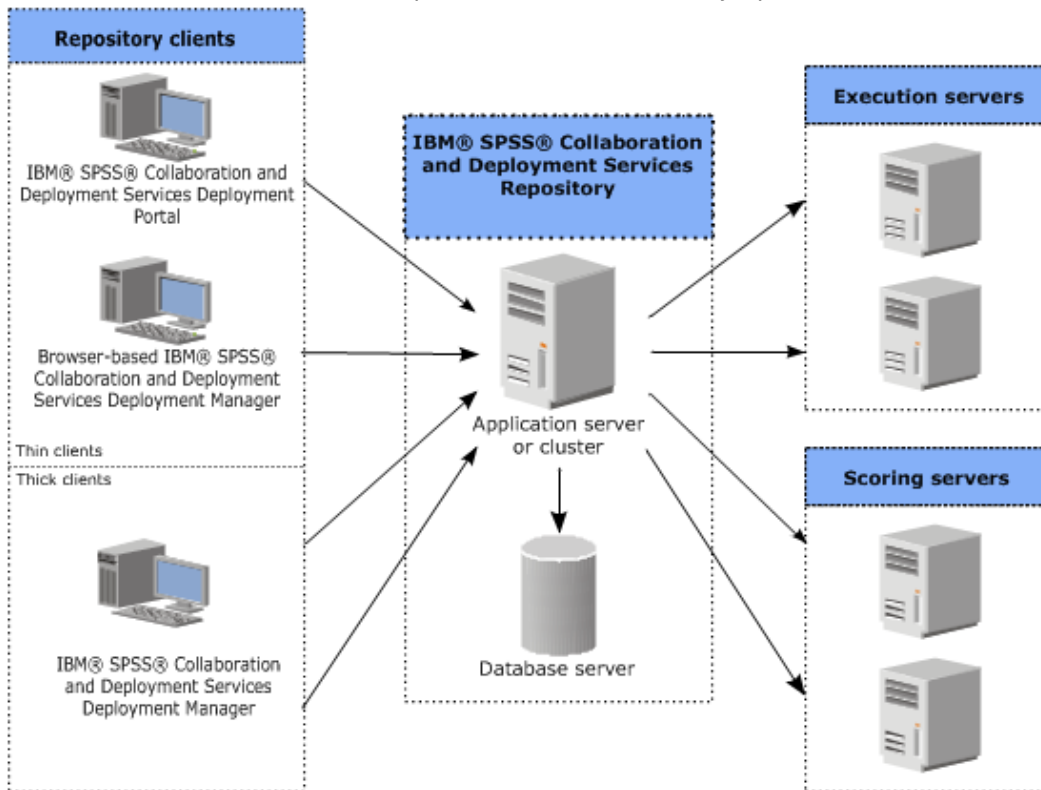 Repository clients
IBM® SPSS® Collaboration and
Deployment Services Deployment
Portal
Browser-based IBM® SPSS®
Collaboration and Deployment
Services Deployment Manager
Thin clients
Thick clients
IBM® SPSS® Collaboration
and Deployment Services
Deployment Manager
IBM® SPSS® Collaboration
and Deployment Services
Repository
Application server
or cluster
Database server
Execution servers
Scoring servers